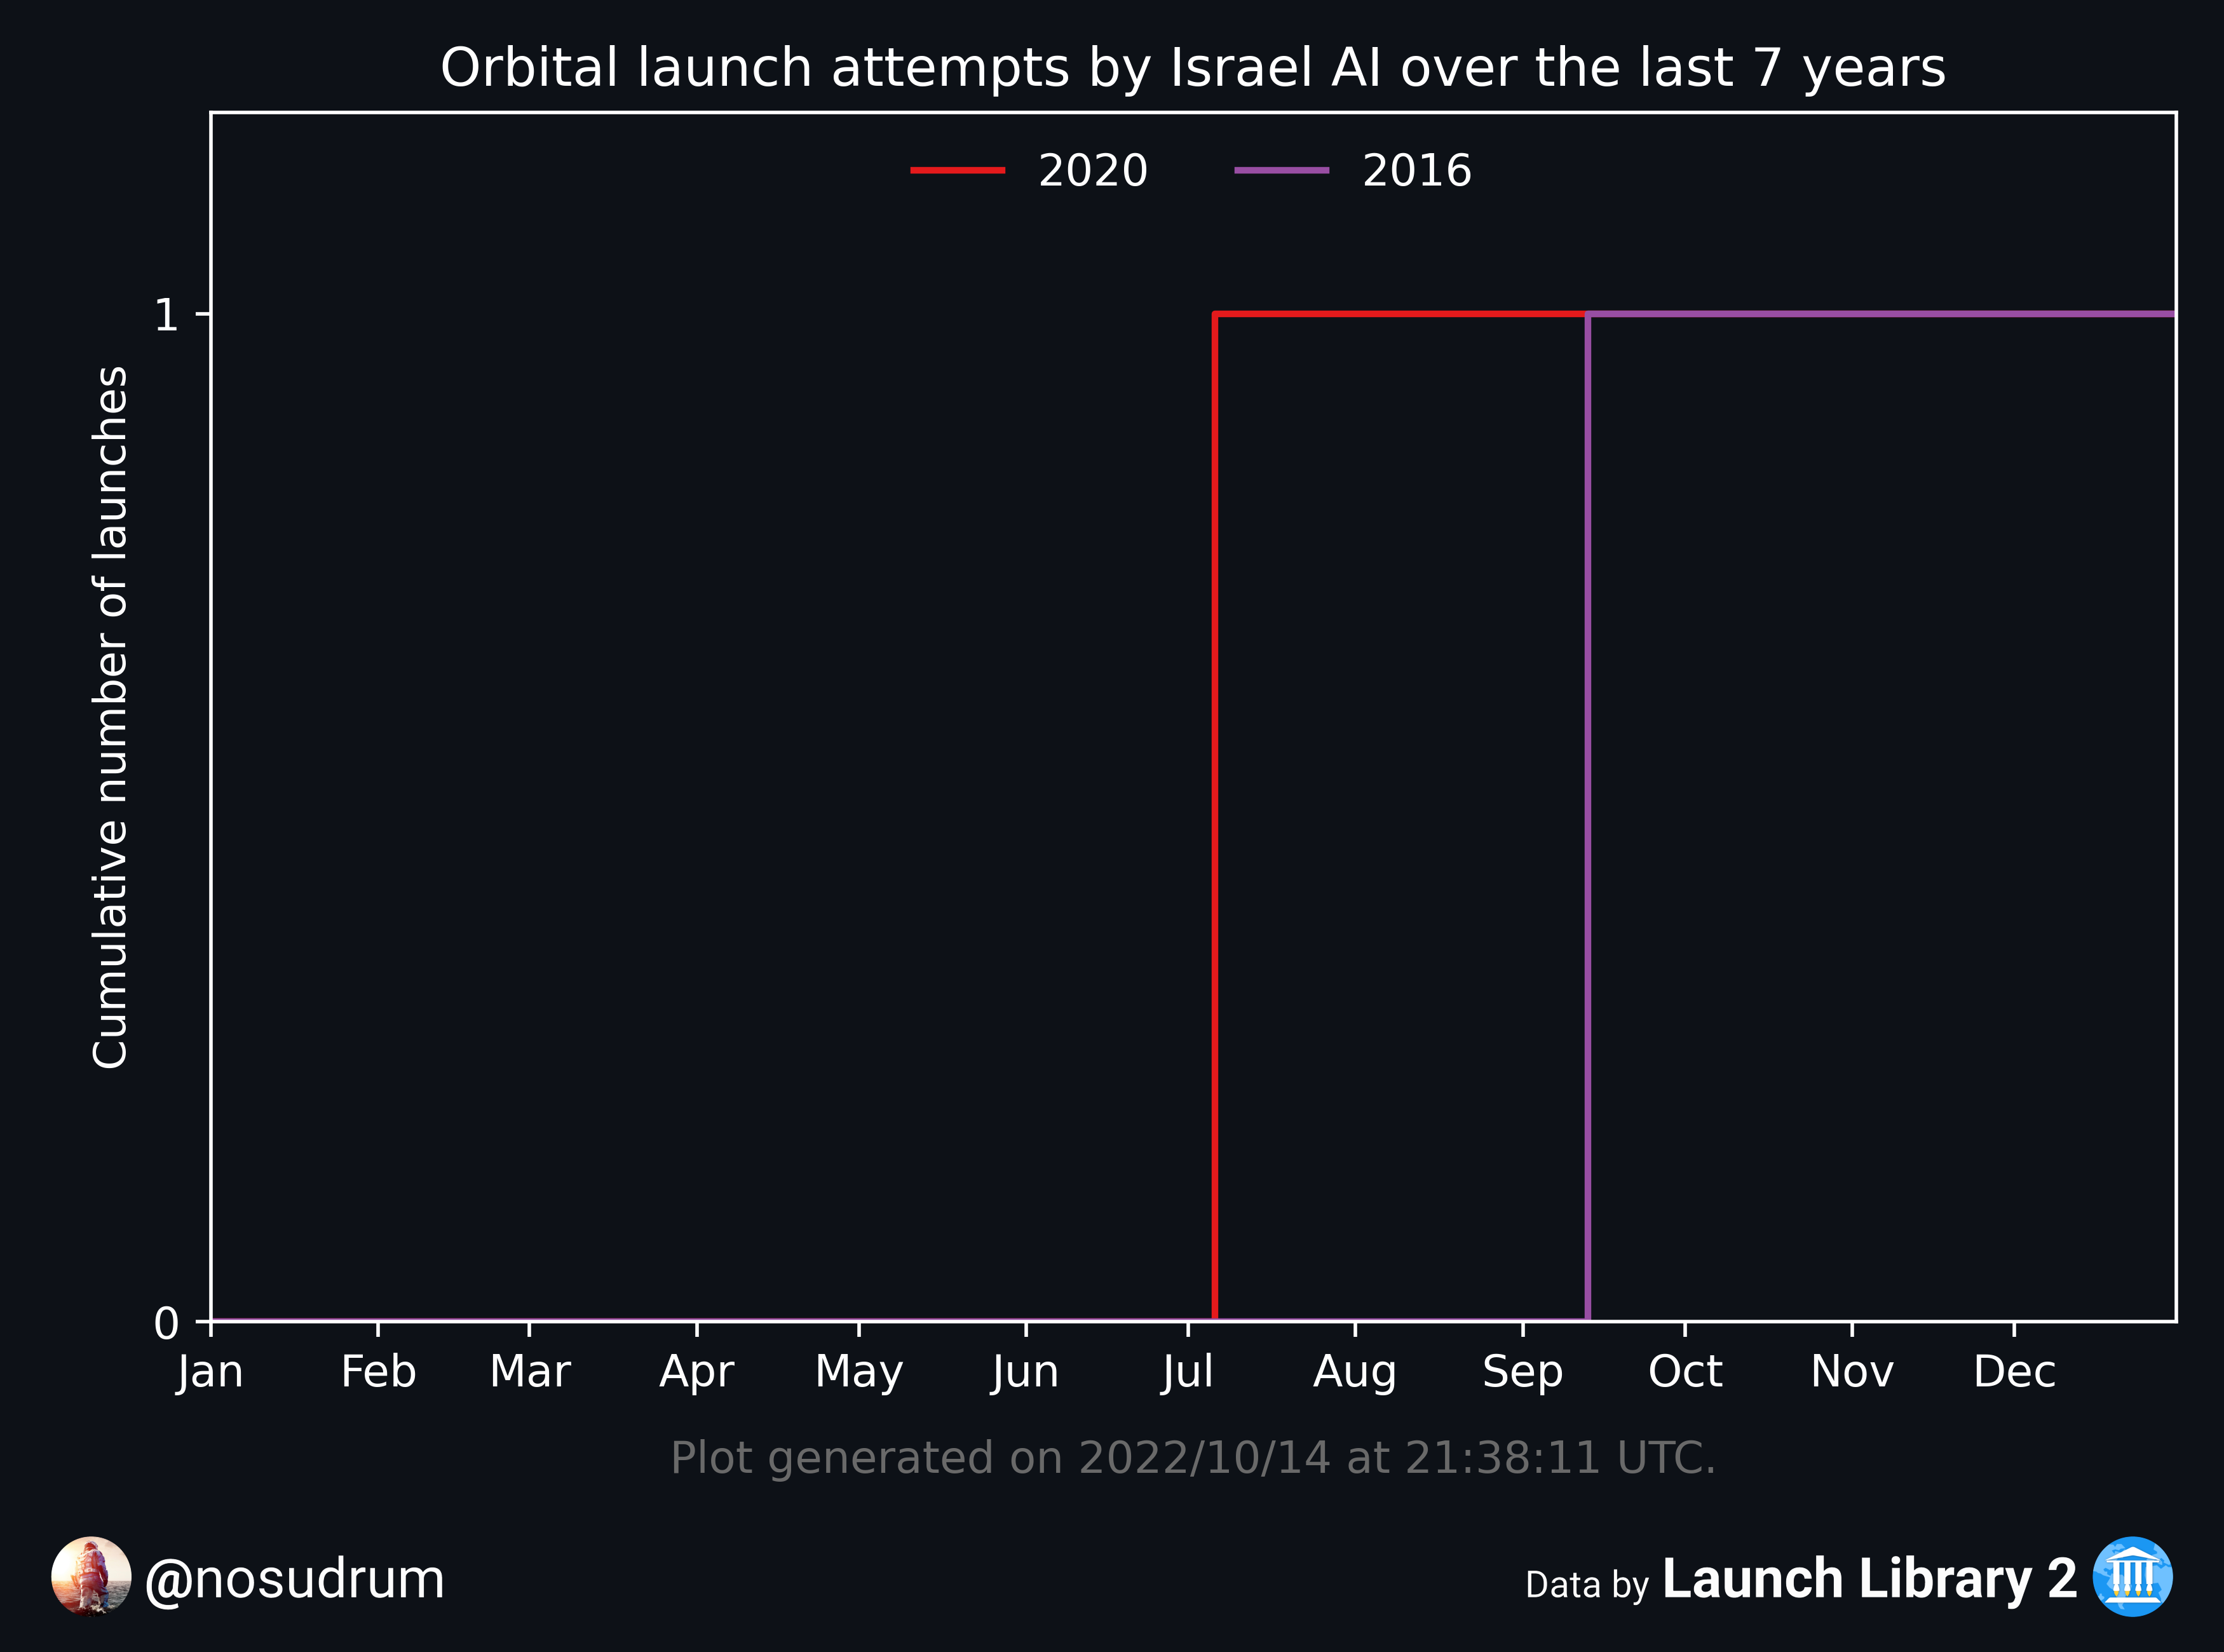 Orbital launch attempts by Israel AI over the last 7 years
2020 2016
Cumulative number of launches
1
0
Jan Feb Mar Apr May Jun Jul Aug Sep Oct Nov Dec
Plot generated on 2022/10/14 at 21:38:11 UTC.
@nosudrum
Data by Launch Library 2